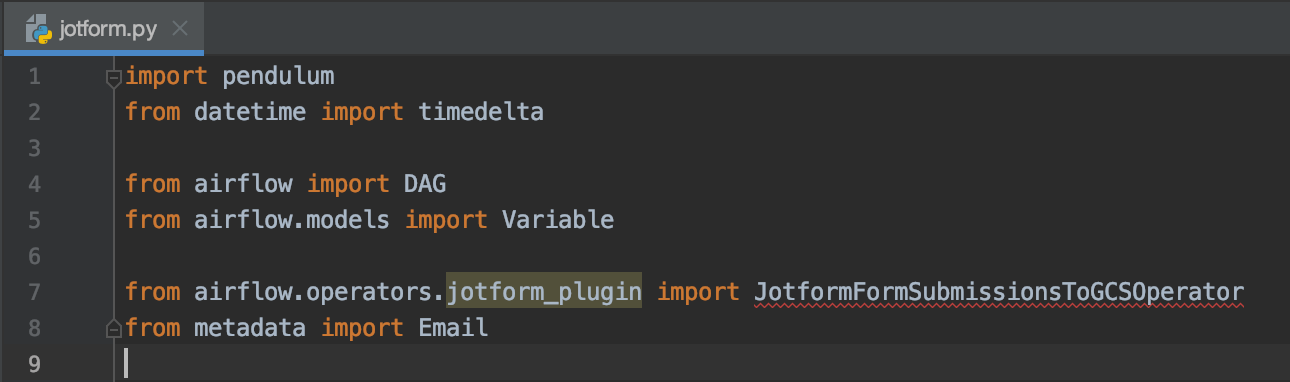 jotform.py
1 import pendulum
2 from datetime import timedelta
3
4 from airflow import DAG
5 from airflow.models import Variable
6
7 from airflow.operators.jotform_plugin import JotformFormSubmissionsToGCSOperator
8 from metadata import Email
9